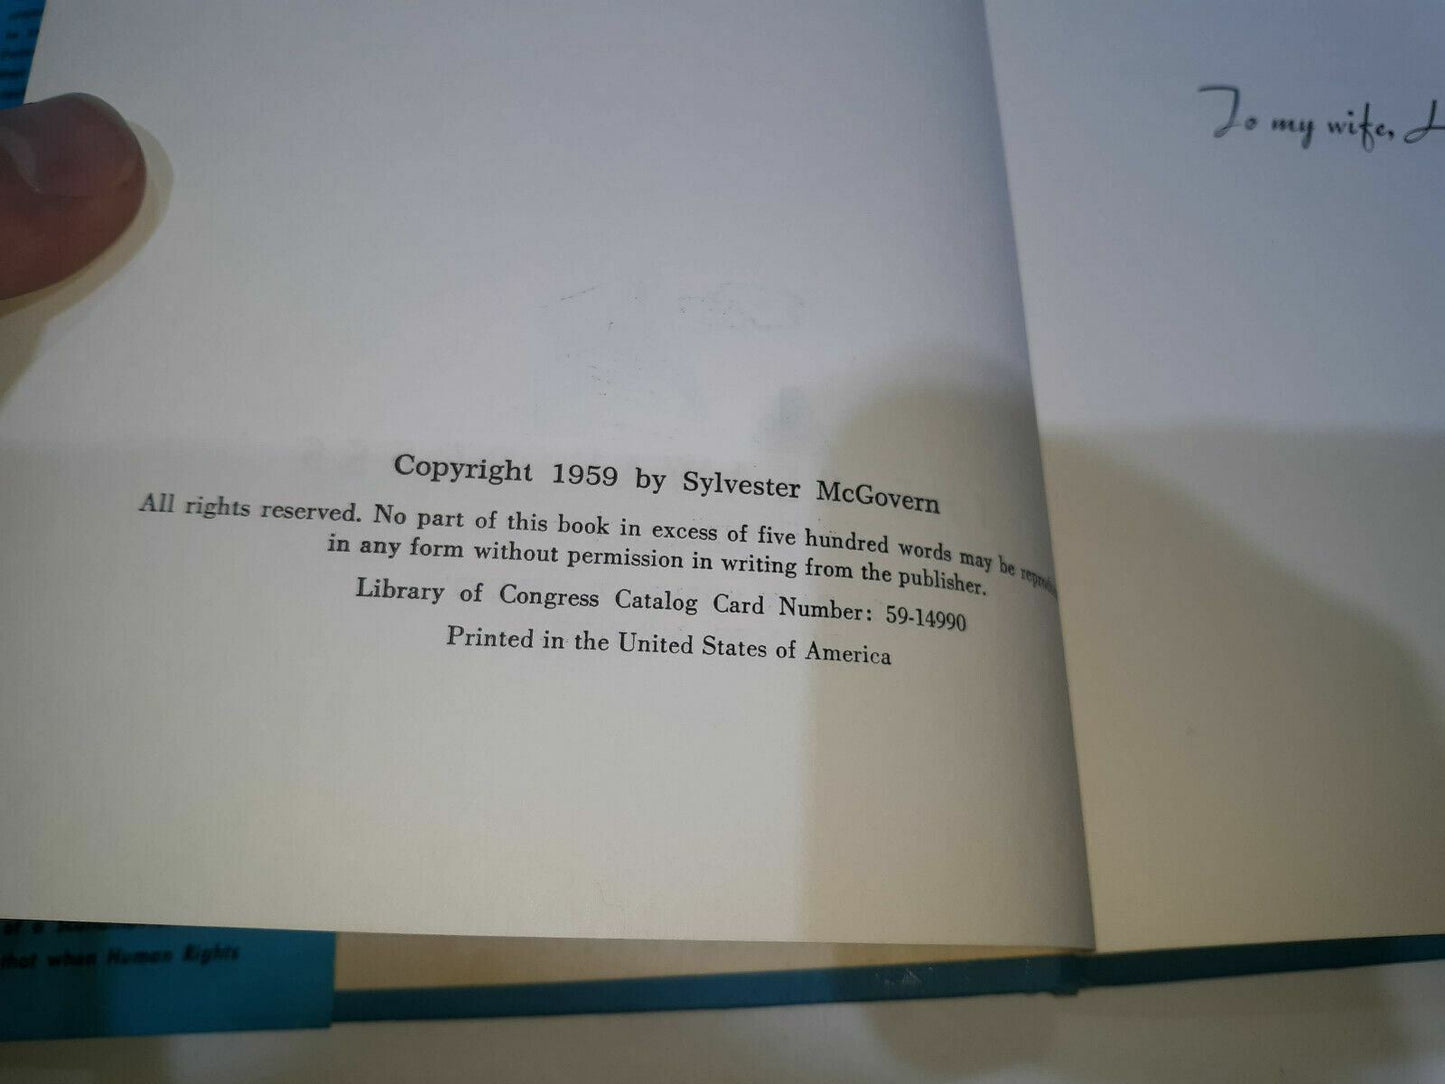 Copyright 1959 by Sylvester McGovern
All rights reserved. No part of this book in excess of five hundred words may be
in any form without permission in writing from the publisher.
Library of Congress Catalog Card Number: 59-14990
Printed in the United States of America
To my wife,
of a
that when Human Rights